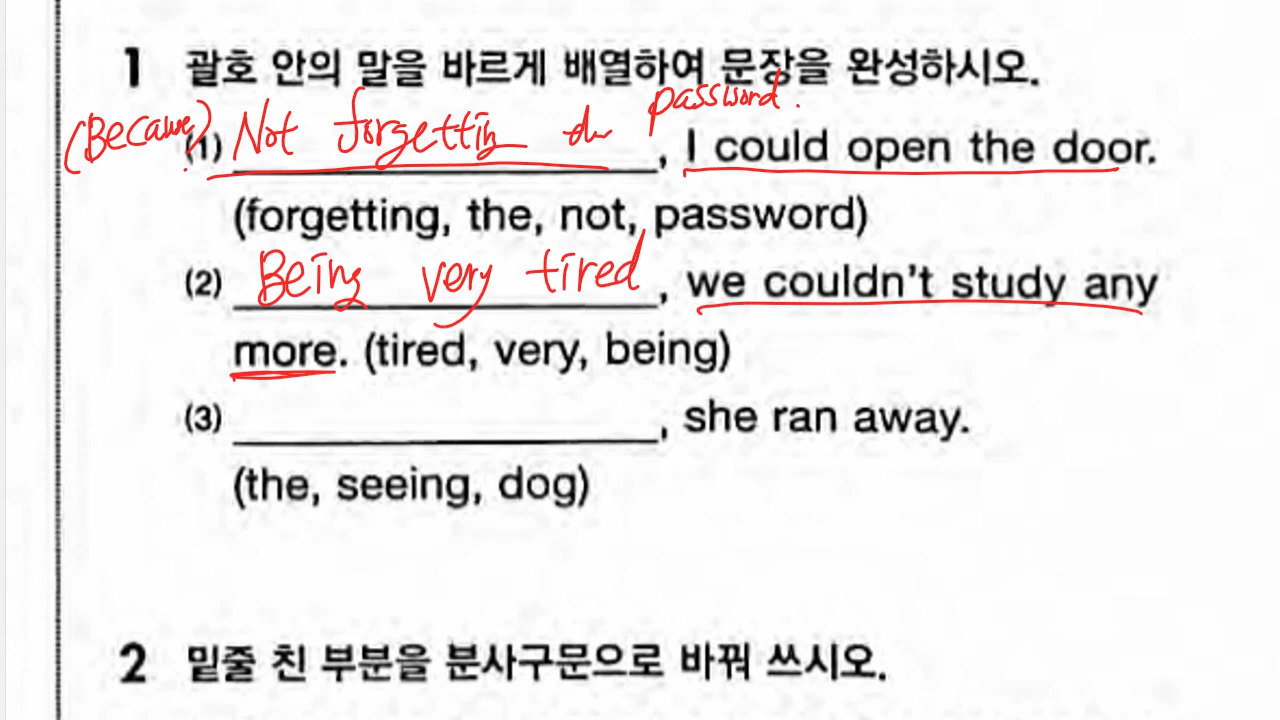 1 괄호 안의 말을 바르게 배열하여 문장을 완성하시오.
password.
(Because) Not forgetting
(1) , I could open the door.
(forgetting, the, not, password)
Being very tired
(2) , we couldn't study any
more. (tired, very, being)
(3) , she ran away.
(the, seeing, dog)
2 밑줄 친 부분을 분사구문으로 바꿔 쓰시오.